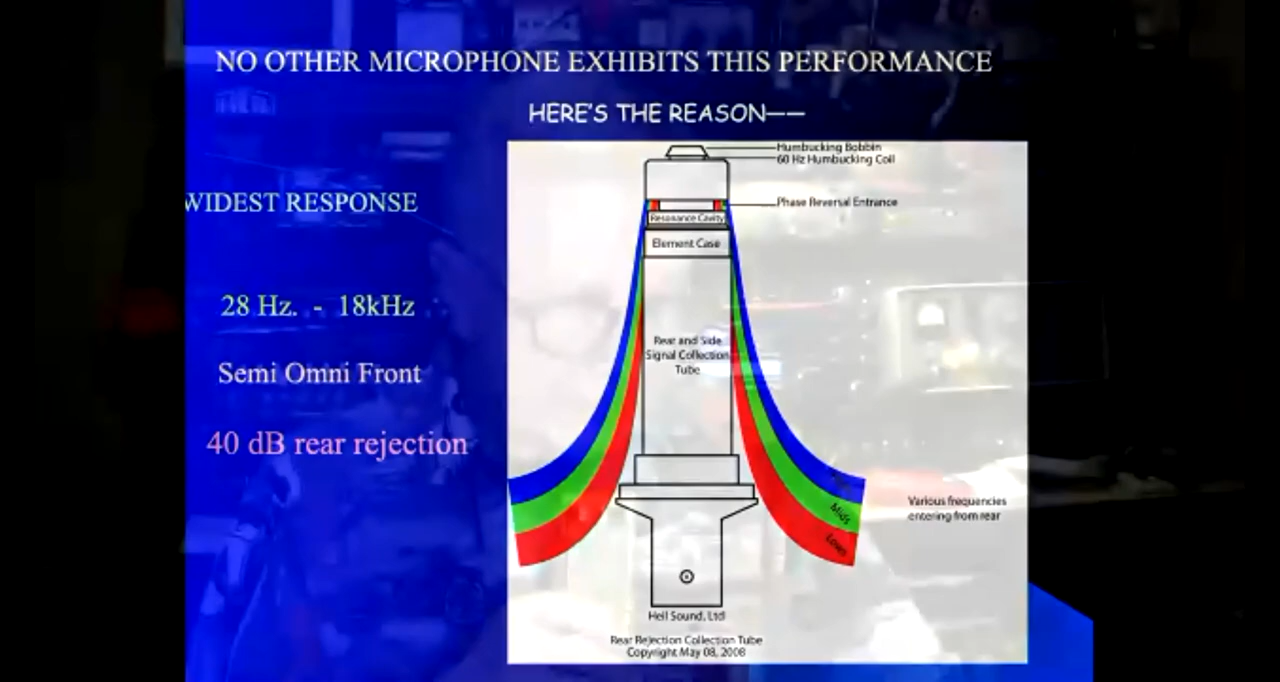 NO OTHER MICROPHONE EXHIBITS THIS PERFORMANCE
HERE'S THE REASON——
WIDEST RESPONSE
28 Hz. - 18kHz
Semi Omni Front
40 dB rear rejection
Humbucking Bobbin
60 Hz Humbucking Coil
Phase Reversal Entrance
Resonance Cavity
Element Case
Rear and Side
Signal Collection
Tube
Mids
Lows
Various frequencies
entering from rear
Heil Sound, Ltd
Rear Rejection Collection Tube
Copyright May 08, 2008